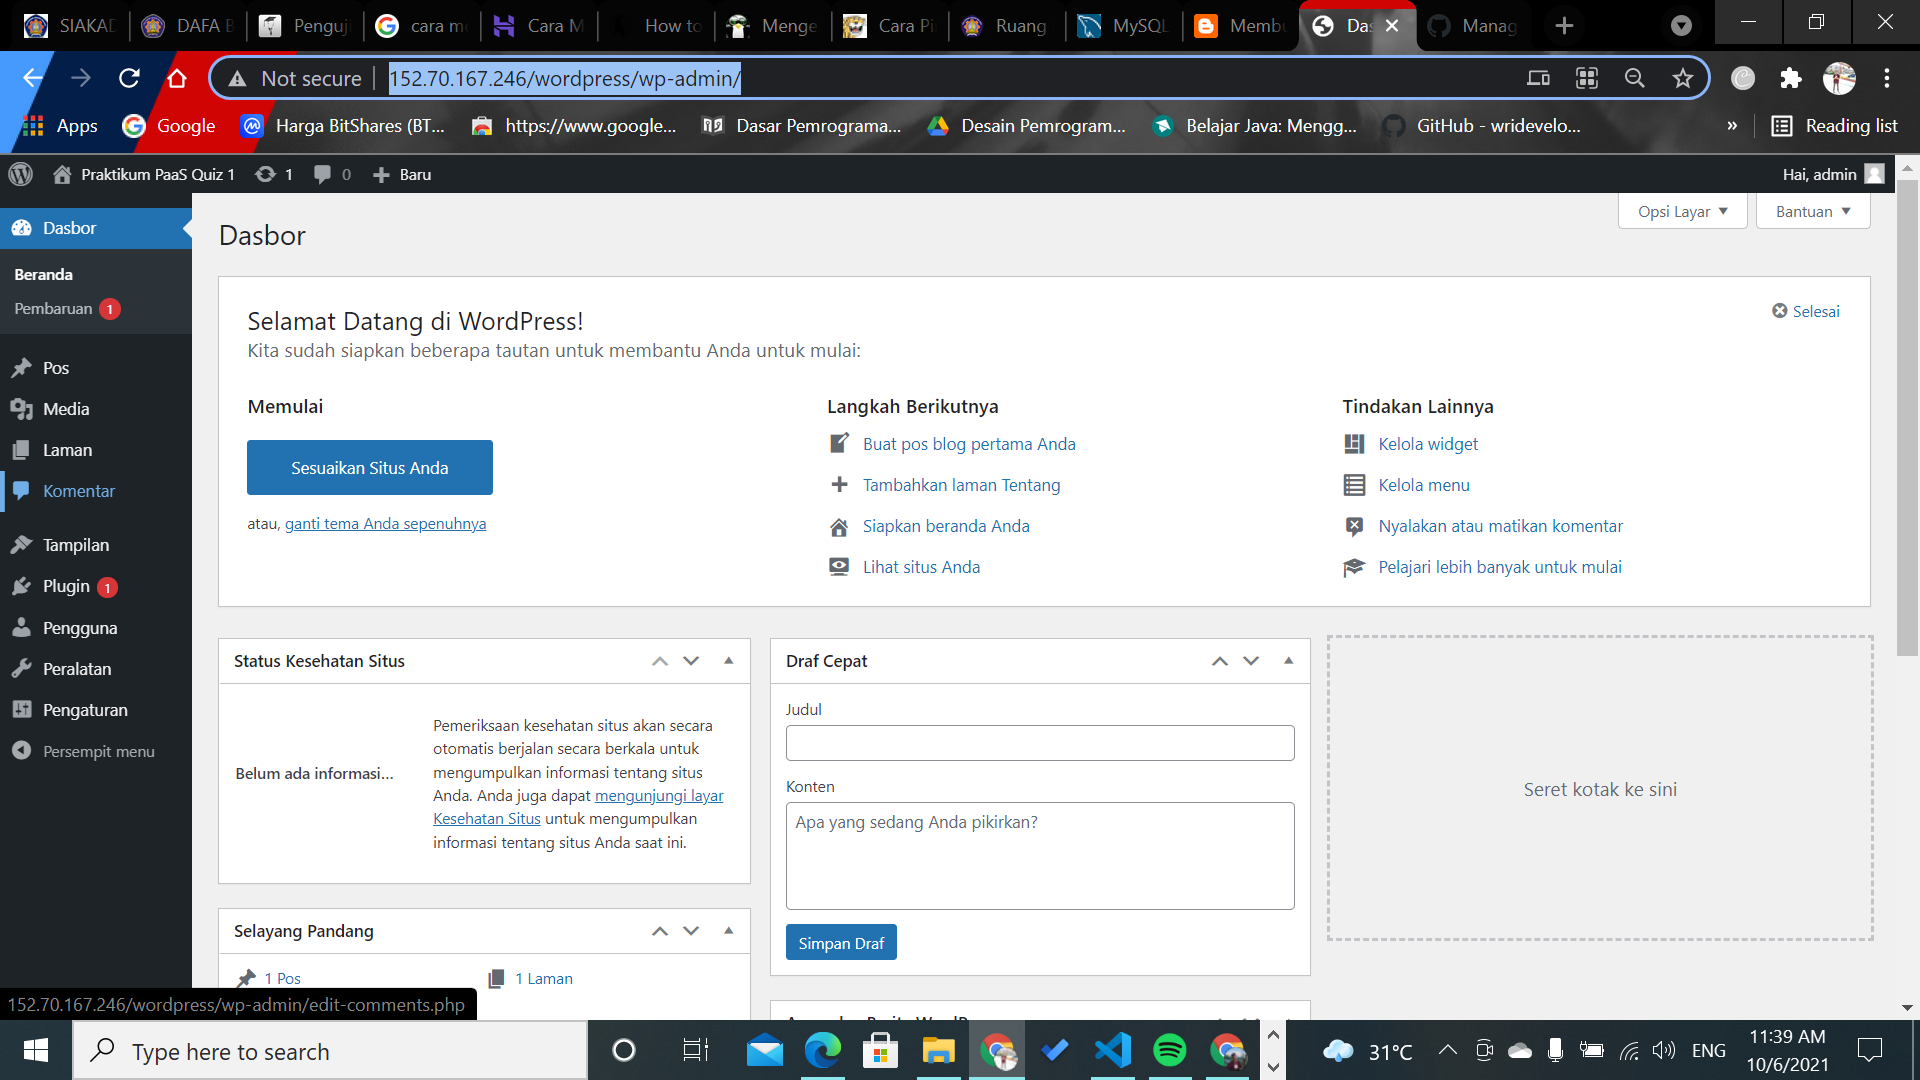 SIAKAD
DAFA B
Penguj
cara me
Cara M
How to
Menge
Cara Pi
Ruang
MySQL
Membu
Das
Manag
Not secure
152.70.167.246/wordpress/wp-admin/
Apps
Google
Harga BitShares (BT...
https://www.google...
Dasar Pemrograma...
Desain Pemrogram...
Belajar Java: Mengg...
GitHub - wridevelo...
»
Reading list
Praktikum PaaS Quiz 1
1
0
Baru
Hai, admin
Dasbor
Beranda
Pembaruan 1
Pos
Media
Laman
Komentar
Tampilan
Plugin 1
Pengguna
Peralatan
Pengaturan
Persempit menu
Opsi Layar
Bantuan
Dasbor
Selamat Datang di WordPress!
Selesai
Kita sudah siapkan beberapa tautan untuk membantu Anda untuk mulai:
Memulai
Sesuaikan Situs Anda
atau, ganti tema Anda sepenuhnya
Langkah Berikutnya
Buat pos blog pertama Anda
Tambahkan laman Tentang
Siapkan beranda Anda
Lihat situs Anda
Tindakan Lainnya
Kelola widget
Kelola menu
Nyalakan atau matikan komentar
Pelajari lebih banyak untuk mulai
Status Kesehatan Situs
Belum ada informasi...
Pemeriksaan kesehatan situs akan secara
otomatis berjalan secara berkala untuk
mengumpulkan informasi tentang situs
Anda. Anda juga dapat mengunjungi layar
Kesehatan Situs untuk mengumpulkan
informasi tentang situs Anda saat ini.
Selayang Pandang
1 Pos
1 Laman
Draf Cepat
Judul
Konten
Apa yang sedang Anda pikirkan?
Simpan Draf
Seret kotak ke sini
152.70.167.246/wordpress/wp-admin/edit-comments.php
Type here to search
31°C
ENG
11:39 AM
10/6/2021